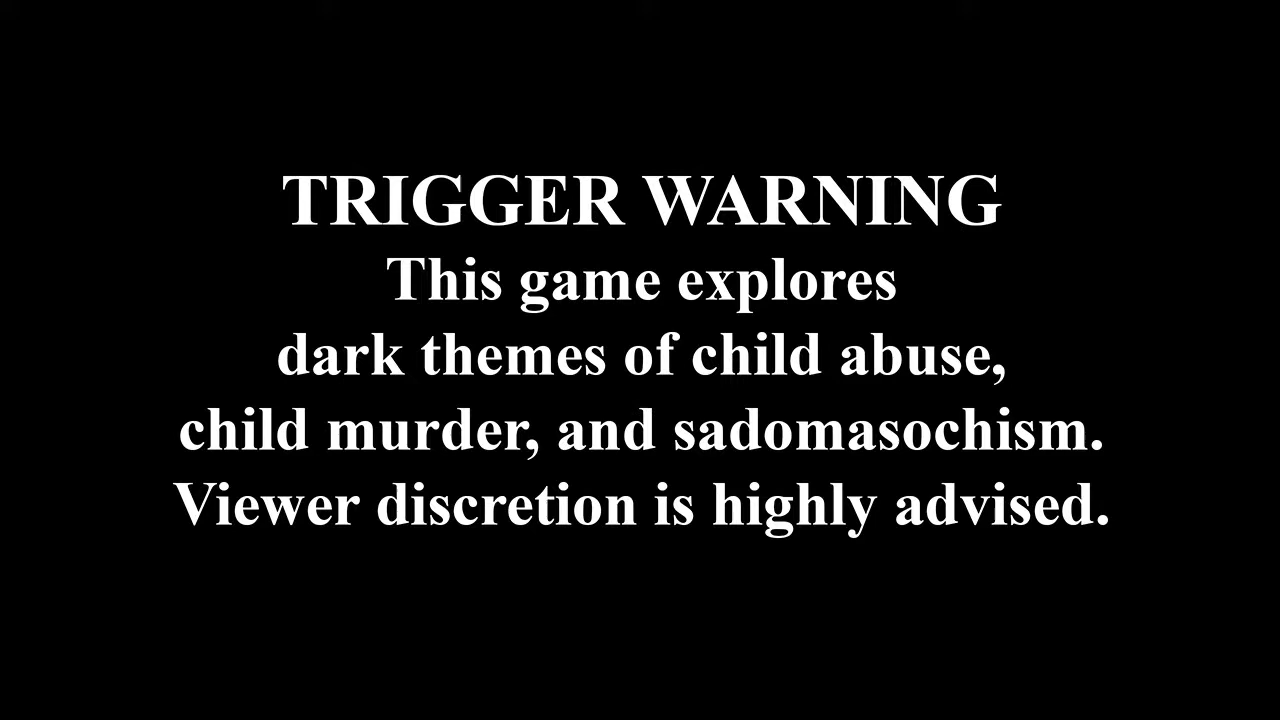 TRIGGER WARNING
This game explores
dark themes of child abuse,
child murder, and sadomasochism.
Viewer discretion is highly advised.